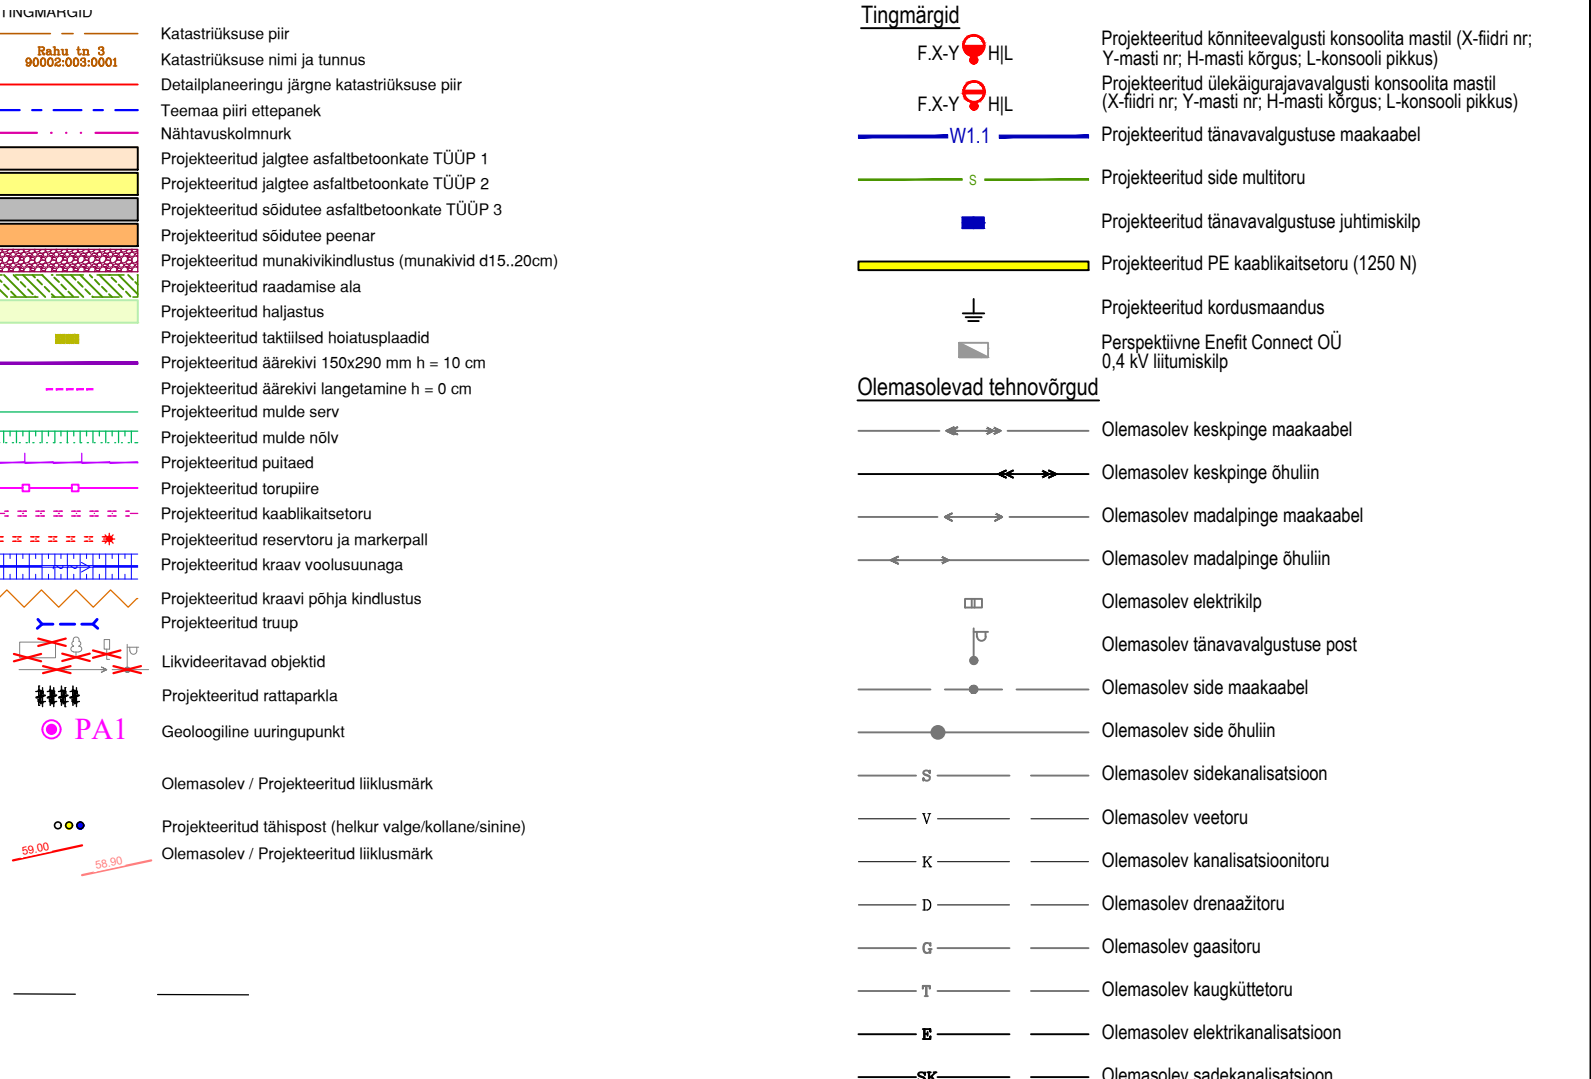 TINGMÄRGID
Katastriüksuse piir
Rahu tn 3
90002:003:0001
Katastriüksuse nimi ja tunnus
Detailplaneeringu järgne katastriüksuse piir
Teemaa piiri ettepanek
Nähtavuskolmnurk
Projekteeritud jalgtee asfaltbetoonkate TÜÜP 1
Projekteeritud jalgtee asfaltbetoonkate TÜÜP 2
Projekteeritud sõidutee asfaltbetoonkate TÜÜP 3
Projekteeritud sõidutee peenar
Projekteeritud munakivikindlustus (munakivid d15..20cm)
Projekteeritud raadamise ala
Projekteeritud haljastus
Projekteeritud taktiilsed hoiatusplaadid
Projekteeritud äärekivi 150x290 mm h = 10 cm
Projekteeritud äärekivi langetamine h = 0 cm
Projekteeritud mulde serv
Projekteeritud mulde nõlv
Projekteeritud puitaed
Projekteeritud torupiire
Projekteeritud kaablikaitsetoru
Projekteeritud reservtoru ja markerpall
Projekteeritud kraav voolusuunaga
Projekteeritud kraavi põhja kindlustus
Projekteeritud truup
Likvideeritavad objektid
Projekteeritud rattaparkla
PA1
Geoloogiline uuringupunkt
Olemasolev / Projekteeritud liiklusmärk
Projekteeritud tähispost (helkur valge/kollane/sinine)
59.00
58.90
Olemasolev / Projekteeritud liiklusmärk
Tingmärgid
F.X-Y H|L
Projekteeritud kõnniteevalgusti konsoolita mastil (X-fiidri nr;
Y-masti nr; H-masti kõrgus; L-konsooli pikkus)
F.X-Y H|L
Projekteeritud ülekäigurajavavalgusti konsoolita mastil
(X-fiidri nr; Y-masti nr; H-masti kõrgus; L-konsooli pikkus)
W1.1
Projekteeritud tänavavalgustuse maakaabel
S
Projekteeritud side multitoru
Projekteeritud tänavavalgustuse juhtimiskilp
Projekteeritud PE kaablikaitsetoru (1250 N)
Projekteeritud kordusmaandus
Perspektiivne Enefit Connect OÜ
0,4 kV liitumiskilp
Olemasolevad tehnovõrgud
Olemasolev keskpinge maakaabel
Olemasolev keskpinge õhuliin
Olemasolev madalpinge maakaabel
Olemasolev madalpinge õhuliin
Olemasolev elektrikilp
Olemasolev tänavavalgustuse post
Olemasolev side maakaabel
Olemasolev side õhuliin
S
Olemasolev sidekanalisatsioon
V
Olemasolev veetoru
K
Olemasolev kanalisatsioonitoru
D
Olemasolev drenaažitoru
G
Olemasolev gaasitoru
T
Olemasolev kaugküttetoru
E
Olemasolev elektrikanalisatsioon
SK
Olemasolev sadekanalisatsioon